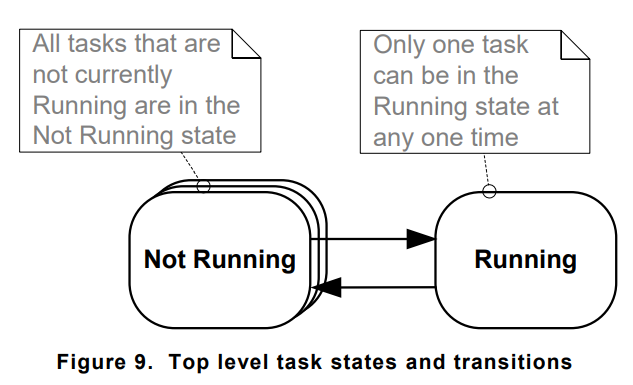 All tasks that are
not currently
Running are in the
Not Running state
Only one task
can be in the
Running state at
any one time
Not Running
Running
Figure 9. Top level task states and transitions